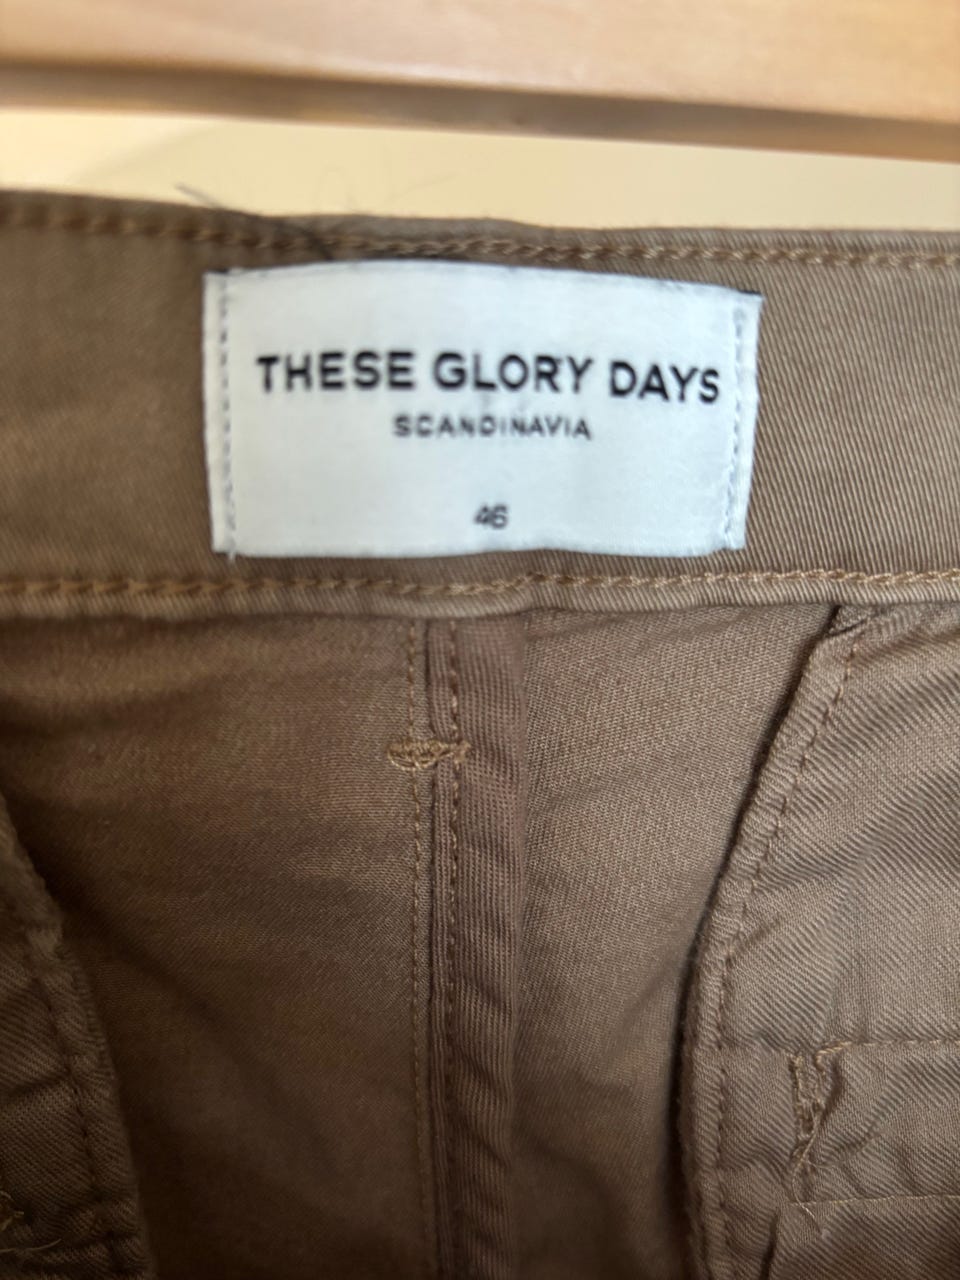 THESE GLORY DAYS
SCANDINAVIA
46